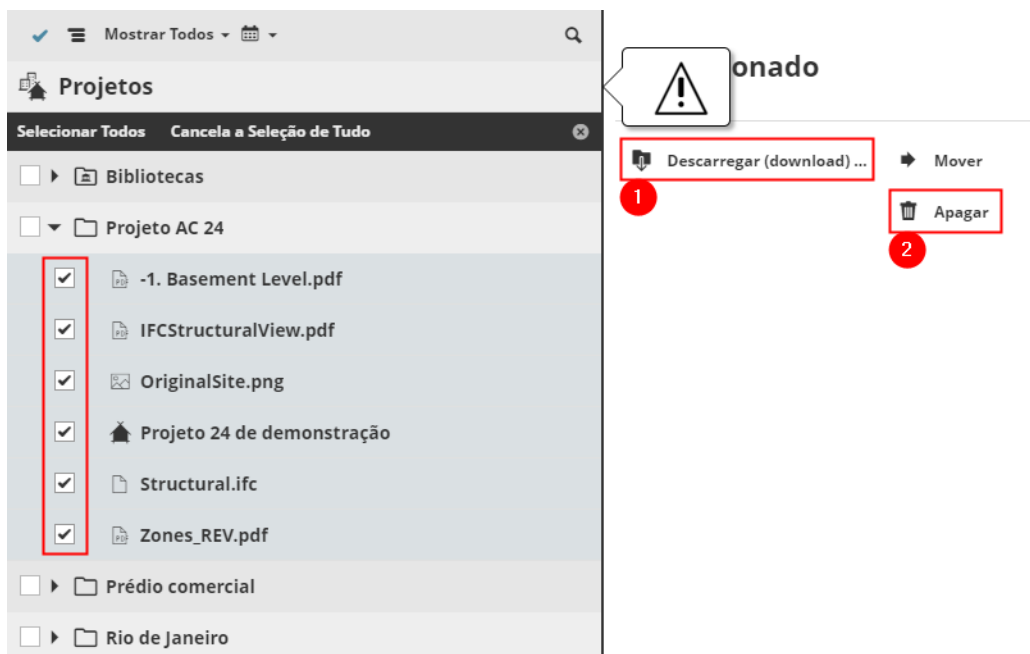 Mostrar Todos
Projetos
onado
Selecionar Todos Cancela a Seleção de Tudo
Descarregar (download) ... Mover
1
Apagar
2
Bibliotecas
Projeto AC 24
-1. Basement Level.pdf
IFCStructuralView.pdf
OriginalSite.png
Projeto 24 de demonstração
Structural.ifc
Zones_REV.pdf
Prédio comercial
Rio de Janeiro